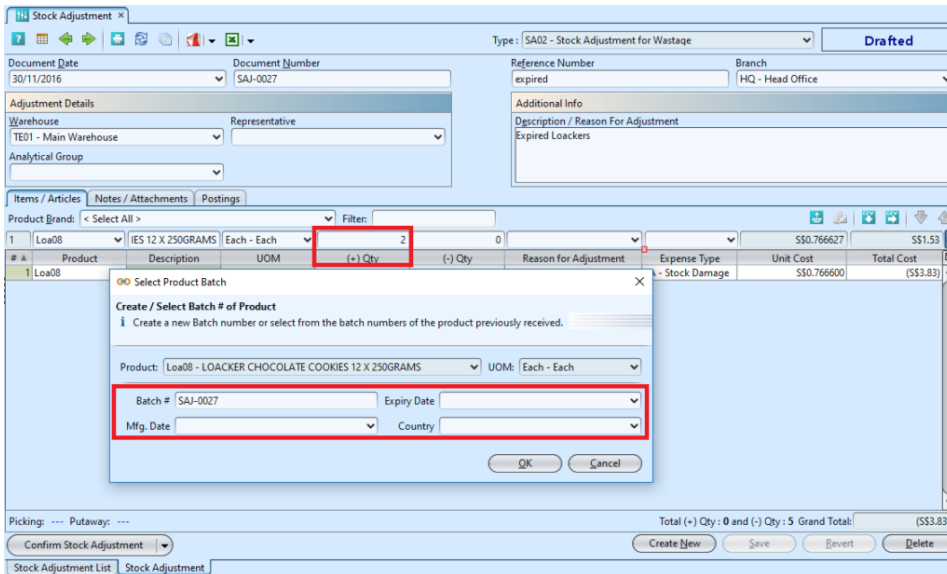 Stock Adjustment ×
Type : SA02 - Stock Adjustment for Wastage Drafted
Document Date Document Number Reference Number Branch
30/11/2016 SAJ-0027 expired HQ - Head Office
Adjustment Details Additional Info
Warehouse Representative Description / Reason For Adjustment
TE01 - Main Warehouse Expired Loackers
Analytical Group
Items / Articles Notes / Attachments Postings
Product Brand: < Select All > Filter:
1 Loa08 IES 12 X 250GRAMS Each - Each 2 0 S$0.766627 S$1.53
# Product Description UOM (+) Qty (-) Qty Reason for Adjustment Expense Type Unit Cost Total Cost
1 Loa08 - Stock Damage S$0.766600 (S$3.83)
Select Product Batch
Create / Select Batch # of Product
i Create a new Batch number or select from the batch numbers of the product previously received.
Product: Loa08 - LOACKER CHOCOLATE COOKIES 12 X 250GRAMS UOM: Each - Each
Batch # SAJ-0027 Expiry Date
Mfg. Date Country
OK Cancel
Picking: --- Putaway: --- Total (+) Qty : 0 and (-) Qty : 5 Grand Total: (S$3.83
Confirm Stock Adjustment Create New Save Revert Delete
Stock Adjustment List Stock Adjustment